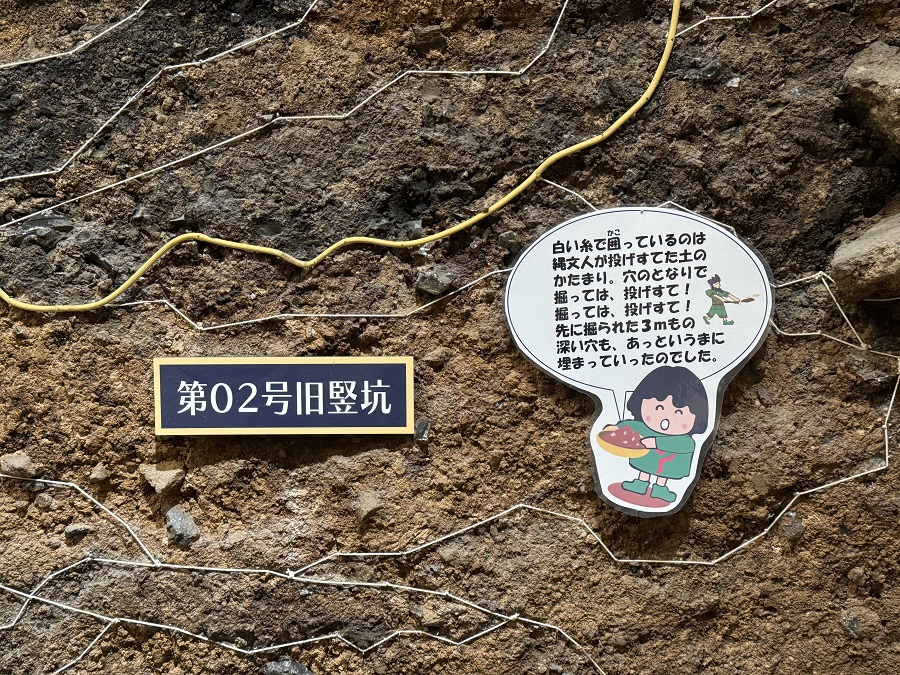 白い糸で囲っているのは
かこ
縄文人が投げすてた土の
かたまり。穴のとなりで
掘っては、投げすて!
掘っては、投げすて!
先に掘られた3mもの
深い穴も、あっというまに
埋まっていったのでした。
第02号旧竪坑